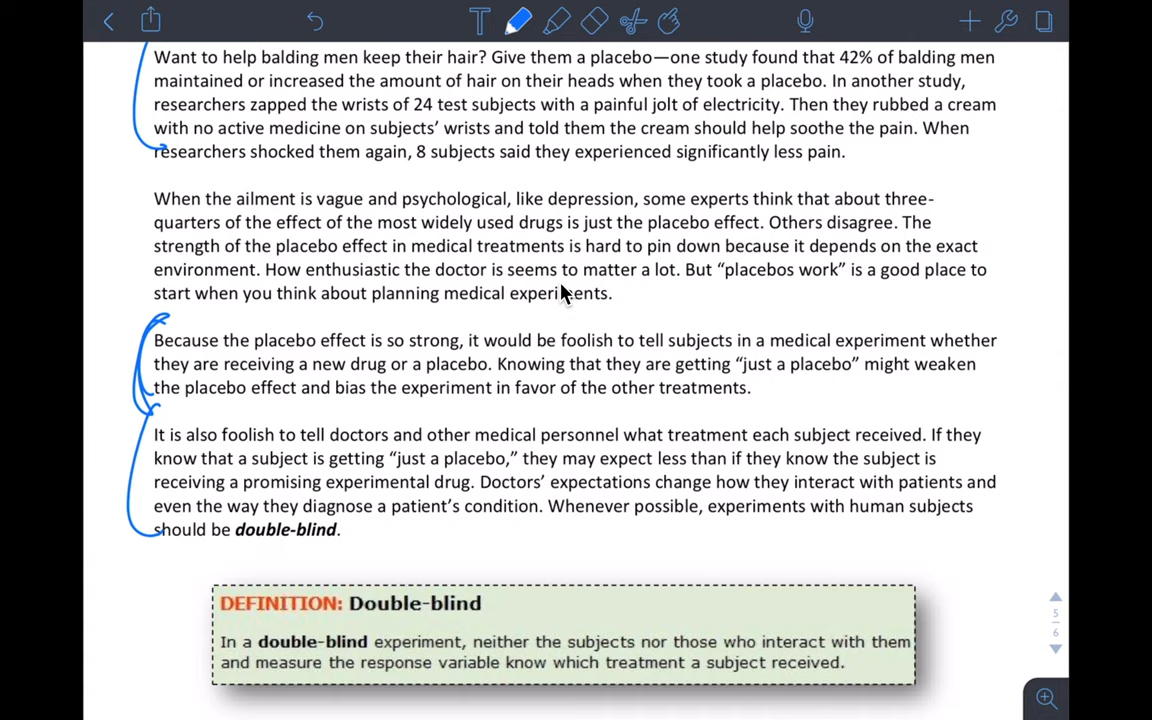 T
Want to help balding men keep their hair? Give them a placebo—one study found that 42% of balding men
maintained or increased the amount of hair on their heads when they took a placebo. In another study,
researchers zapped the wrists of 24 test subjects with a painful jolt of electricity. Then they rubbed a cream
with no active medicine on subjects’ wrists and told them the cream should help soothe the pain. When
researchers shocked them again, 8 subjects said they experienced significantly less pain.
When the ailment is vague and psychological, like depression, some experts think that about three-
quarters of the effect of the most widely used drugs is just the placebo effect. Others disagree. The
strength of the placebo effect in medical treatments is hard to pin down because it depends on the exact
environment. How enthusiastic the doctor is seems to matter a lot. But “placebos work” is a good place to
start when you think about planning medical experiments.
Because the placebo effect is so strong, it would be foolish to tell subjects in a medical experiment whether
they are receiving a new drug or a placebo. Knowing that they are getting “just a placebo” might weaken
the placebo effect and bias the experiment in favor of the other treatments.
It is also foolish to tell doctors and other medical personnel what treatment each subject received. If they
know that a subject is getting “just a placebo,” they may expect less than if they know the subject is
receiving a promising experimental drug. Doctors’ expectations change how they interact with patients and
even the way they diagnose a patient’s condition. Whenever possible, experiments with human subjects
should be double-blind.
DEFINITION: Double-blind
In a double-blind experiment, neither the subjects nor those who interact with them
and measure the response variable know which treatment a subject received.
5
6